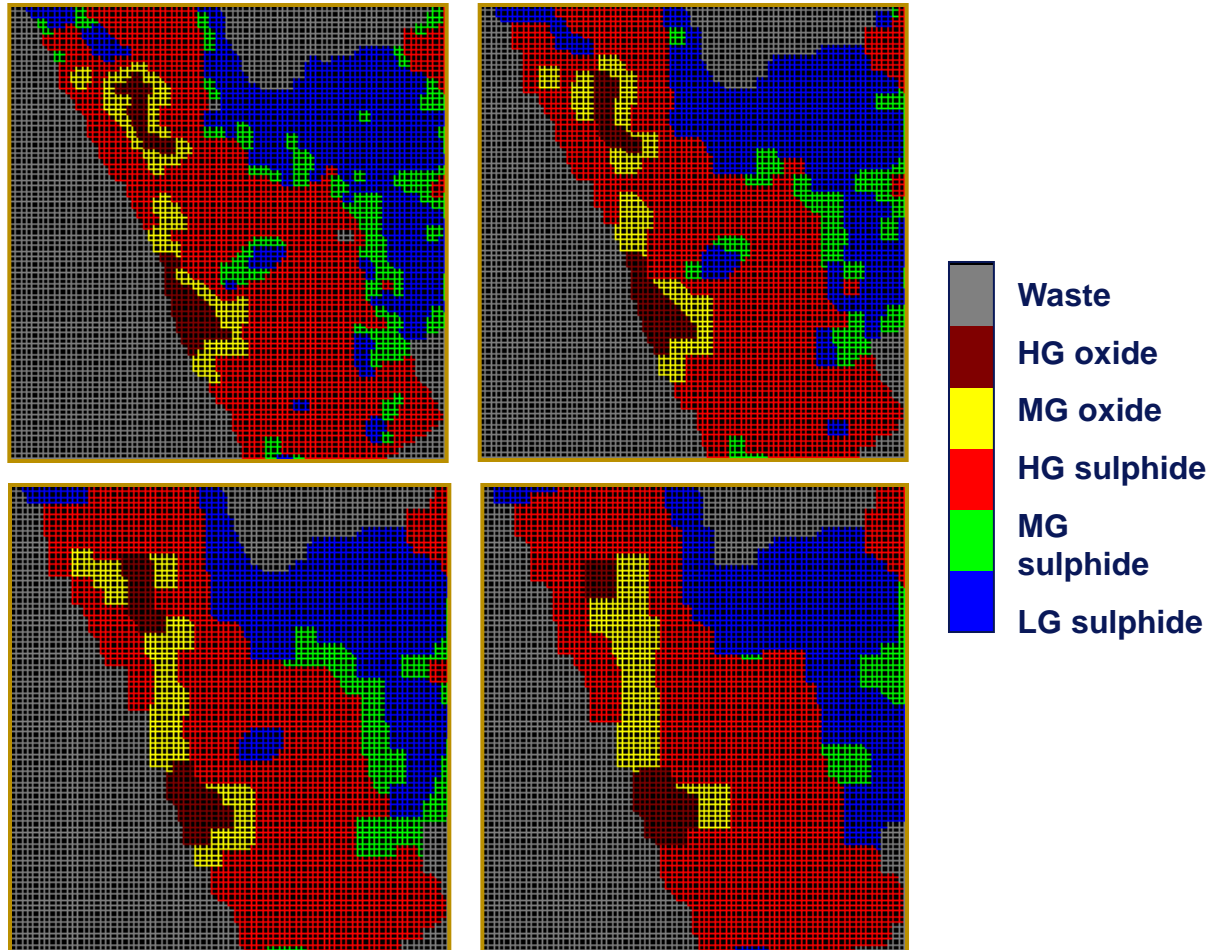 Waste
HG oxide
MG oxide
HG sulphide
MG
sulphide
LG sulphide